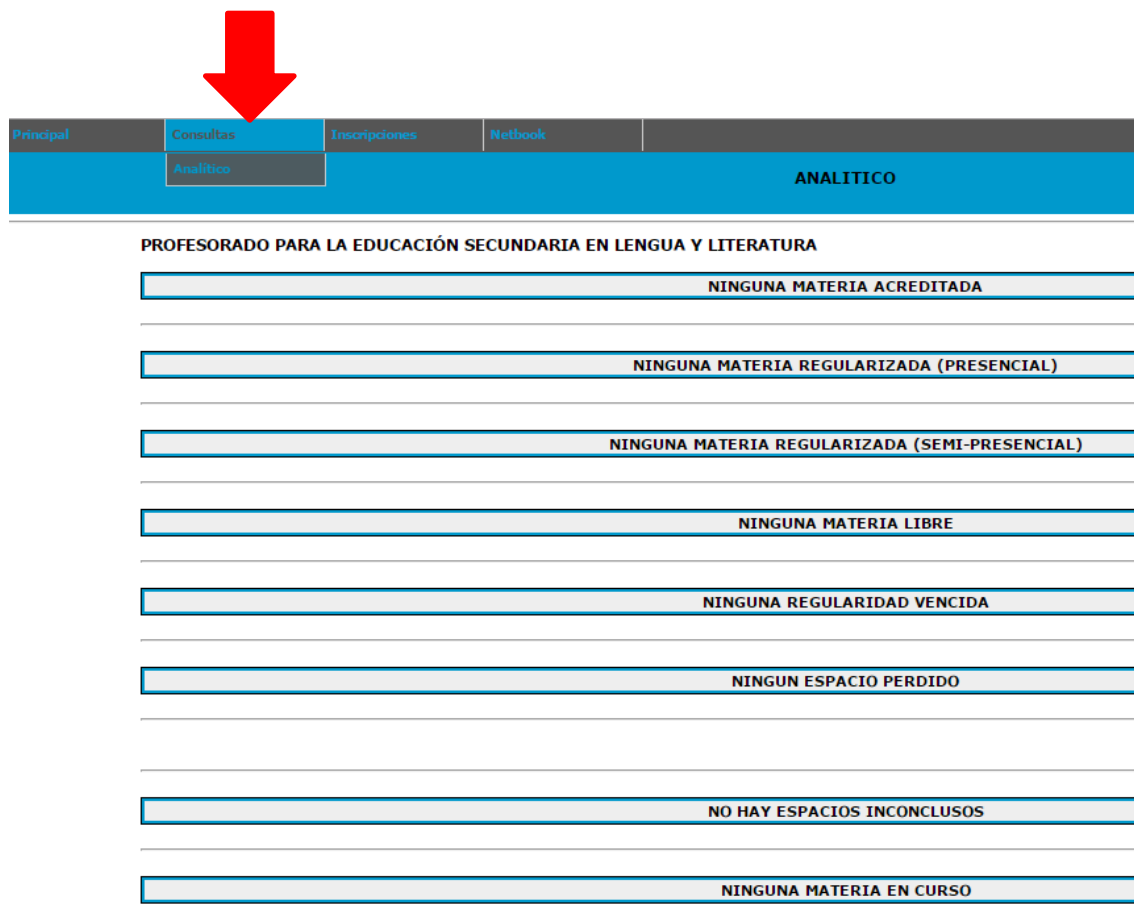 Principal Consultas Inscripciones Netbook
Analítico
ANALITICO
PROFESORADO PARA LA EDUCACIÓN SECUNDARIA EN LENGUA Y LITERATURA
NINGUNA MATERIA ACREDITADA
NINGUNA MATERIA REGULARIZADA (PRESENCIAL)
NINGUNA MATERIA REGULARIZADA (SEMI-PRESENCIAL)
NINGUNA MATERIA LIBRE
NINGUNA REGULARIDAD VENCIDA
NINGUN ESPACIO PERDIDO
NO HAY ESPACIOS INCONCLUSOS
NINGUNA MATERIA EN CURSO